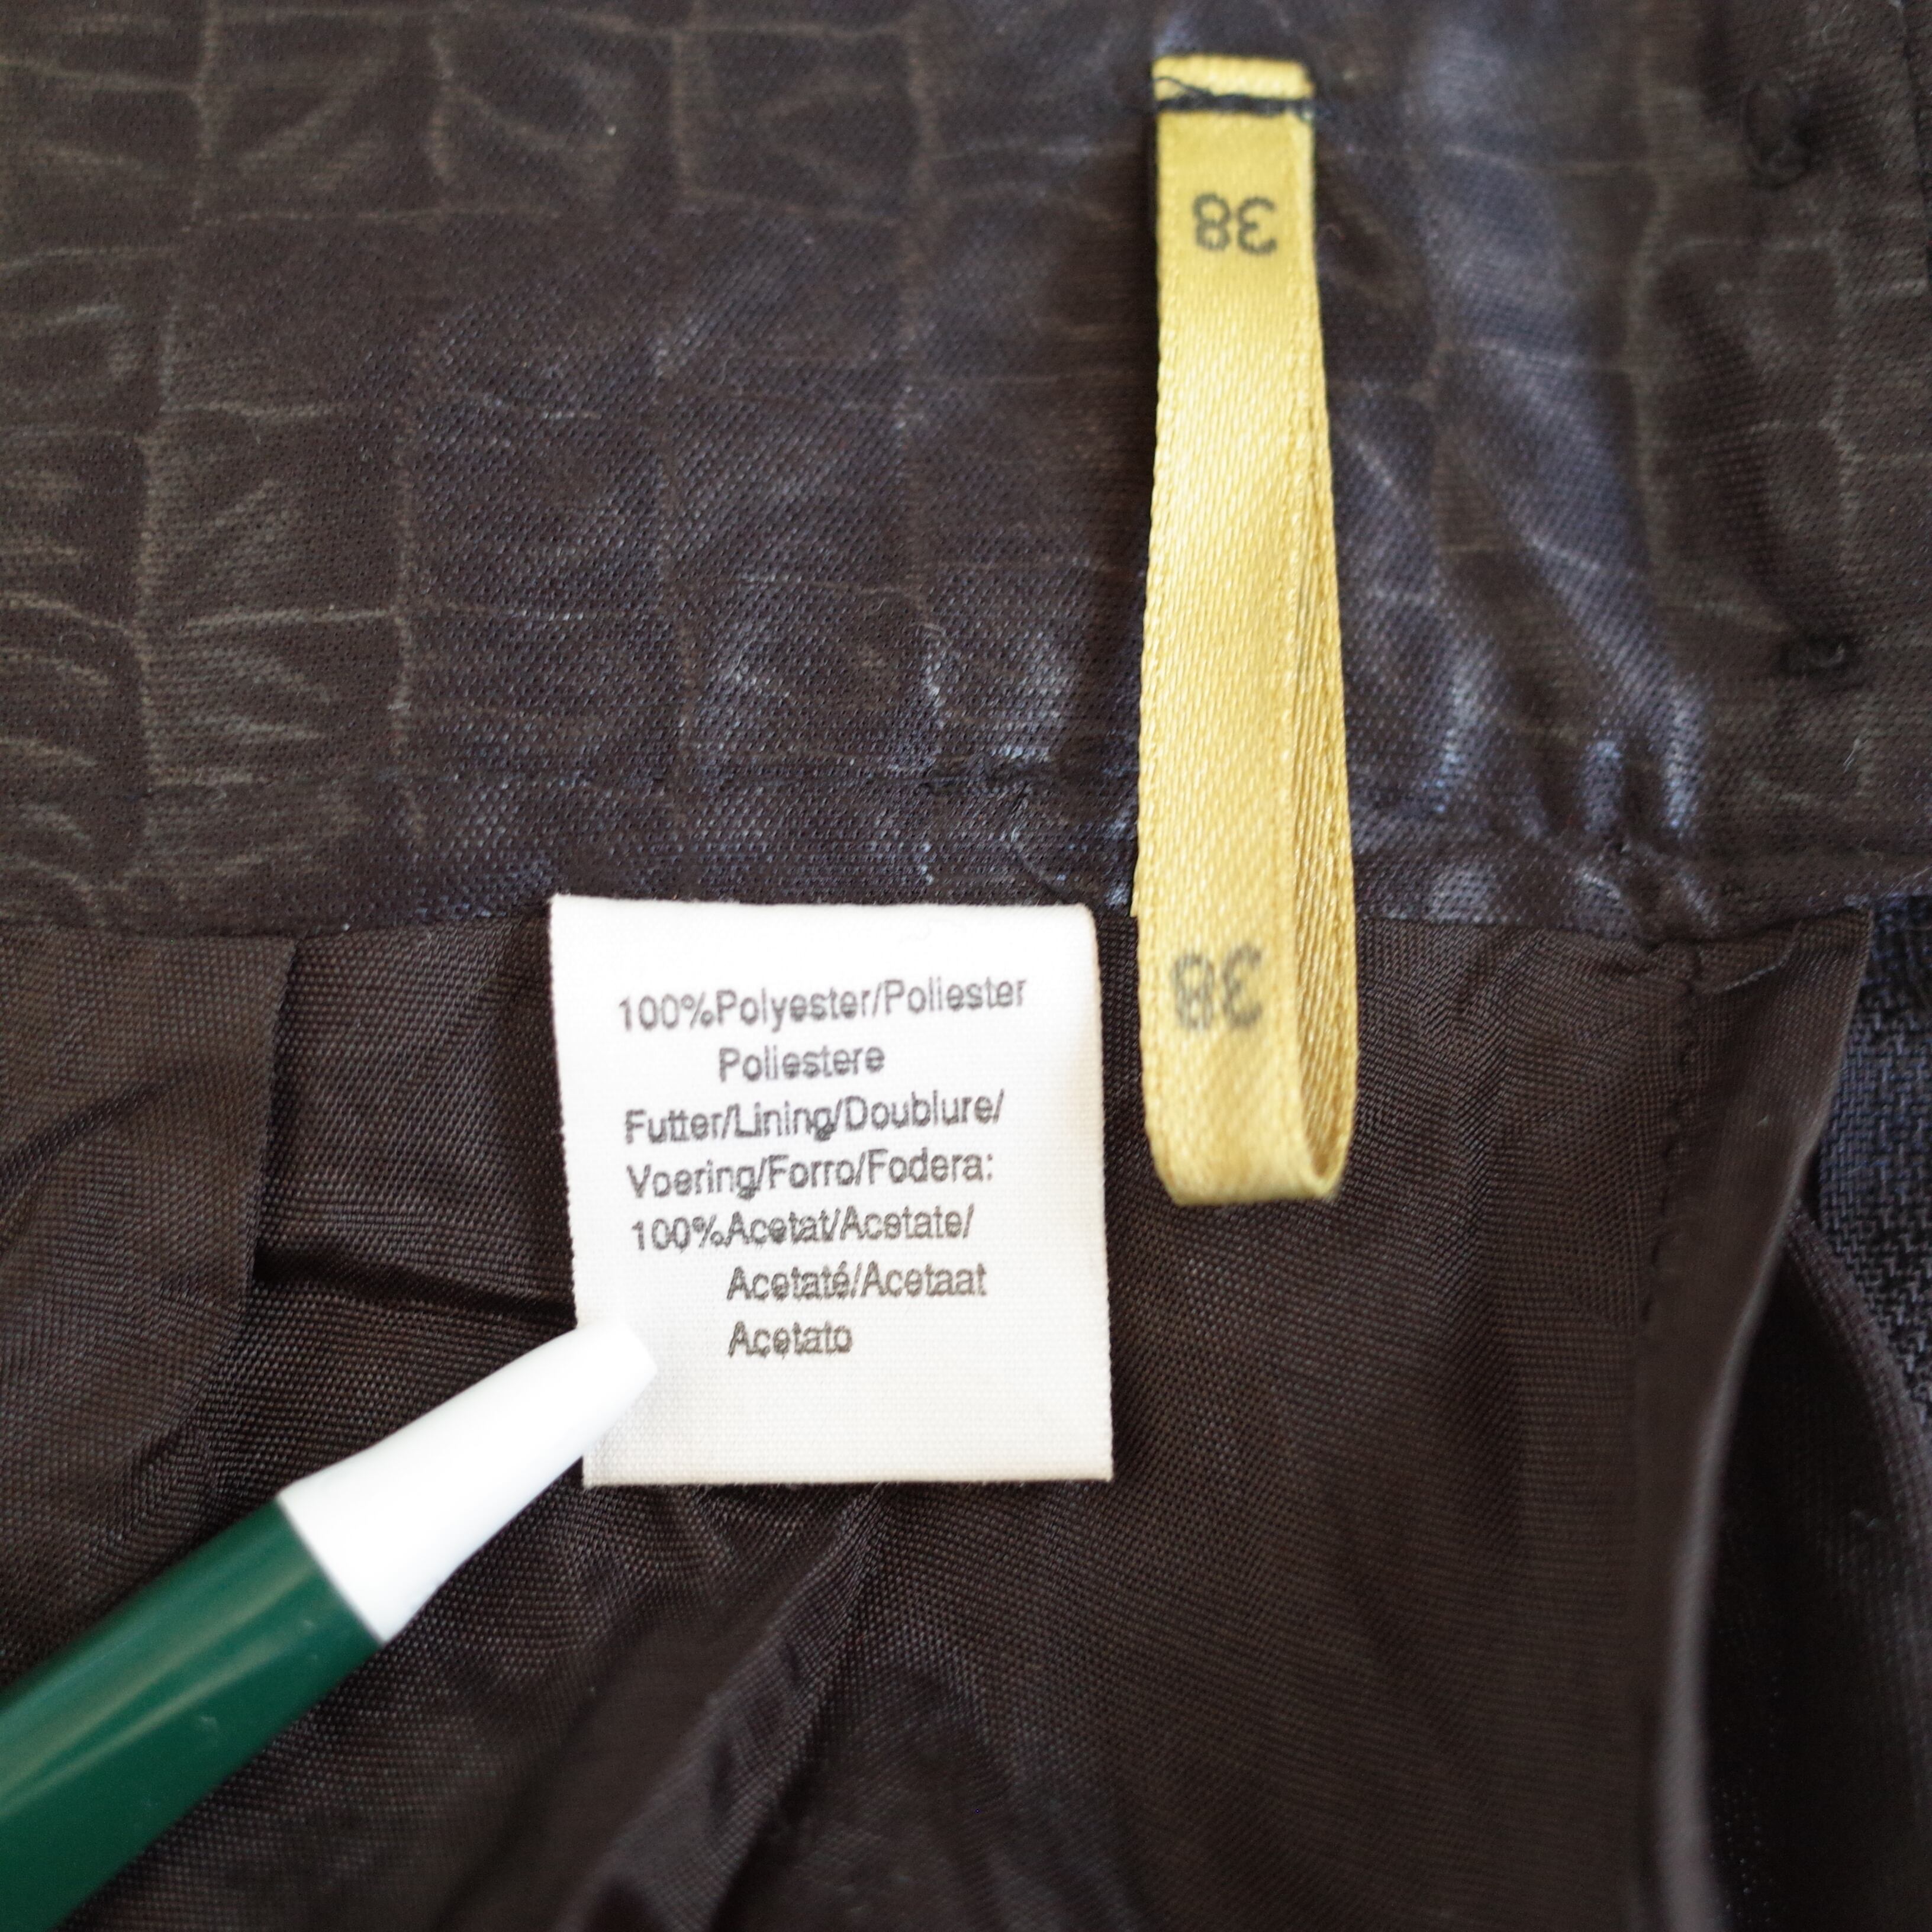 38
38
100%Polyester/Poliester
Poliestere
Futter/Lining/Doublure/
Voering/Forro/Fodera:
100%Acetat/Acetate/
Acetaté/Acetaat
Acetato